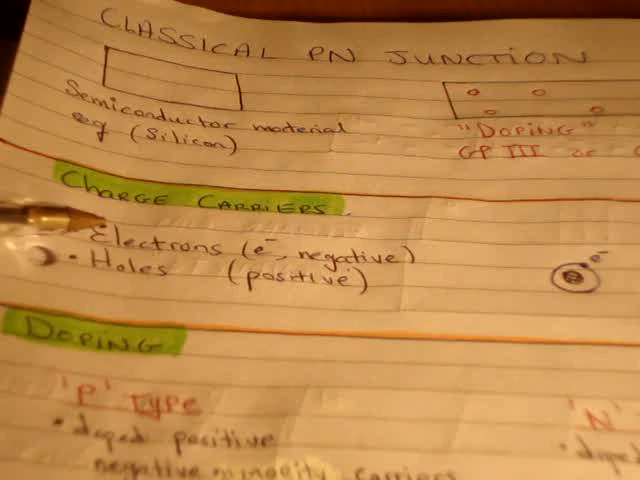 CLASSICAL PN JUNCTION
Semiconductor material
eg (Silicon)
"DOPING"
GP III or
CHARGE CARRIERS
Electrons (e-, negative)
• Holes (positive)
e-
DOPING
'P' TYPE
• doped positive
negative minority carriers
'N'
• doped